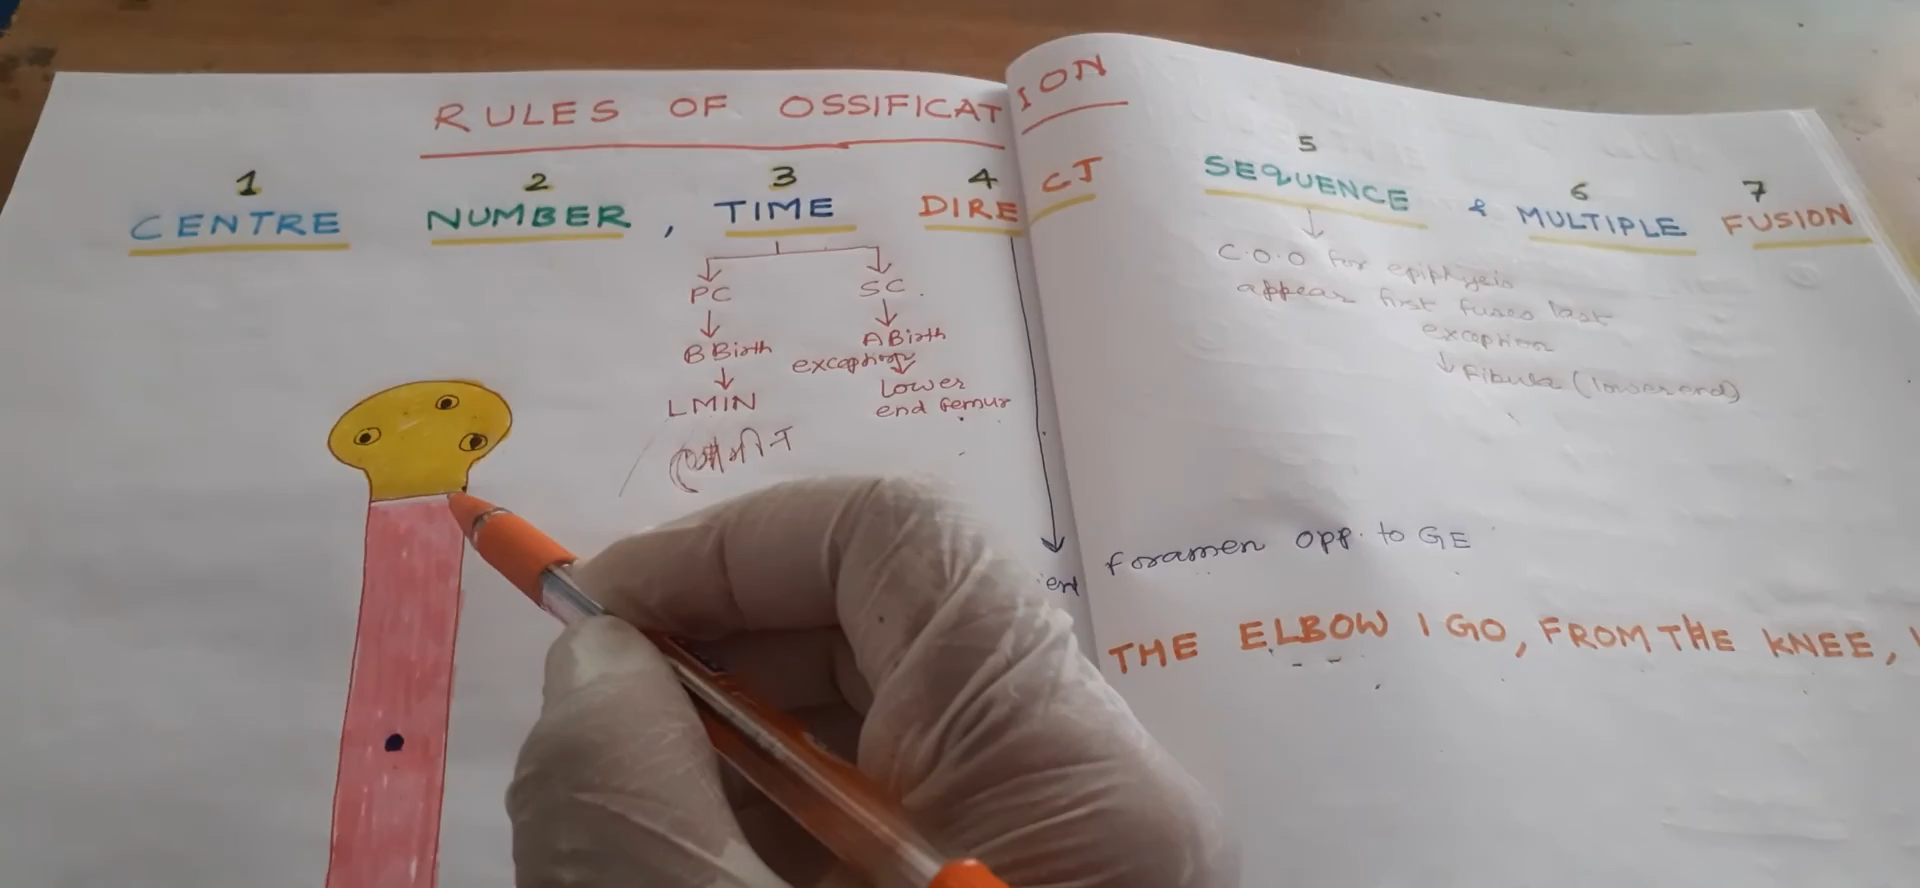 RULES OF OSSIFICATION
1 2 3 4 5 6 7
CENTRE NUMBER, TIME DIRECT SEQUENCE & MULTIPLE FUSION
PC SC
B Birth A Birth
exception
LMIN Lower
end femur
C.O.O for epiphysis
appear first fuses last
exception
Fibula (lower end)
foramen opp. to GE
THE ELBOW I GO, FROM THE KNEE,